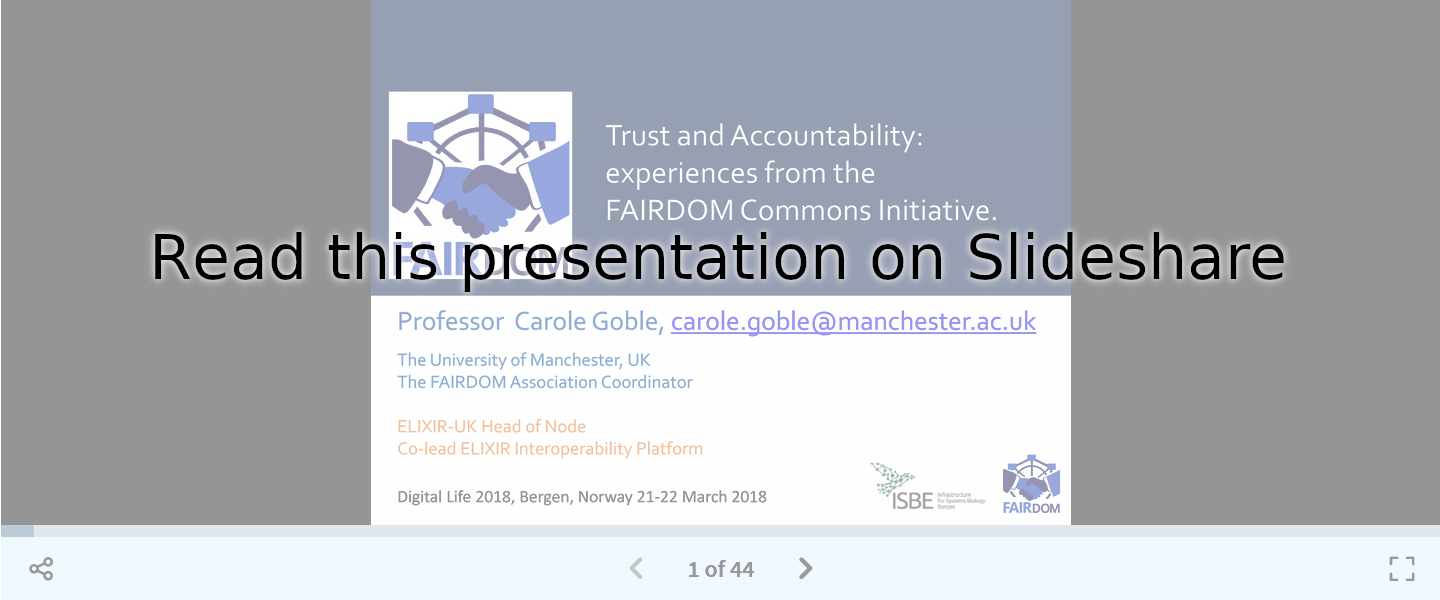 Trust and Accountability:
experiences from the
FAIRDOM Commons Initiative.
FAIRDOM
Read this presentation on Slideshare
Professor Carole Goble, carole.goble@manchester.ac.uk
The University of Manchester, UK
The FAIRDOM Association Coordinator
ELIXIR-UK Head of Node
Co-lead ELIXIR Interoperability Platform
Digital Life 2018, Bergen, Norway 21-22 March 2018
ISBE
Infrastructure
for Systems Biology
Europe
FAIRDOM
1 of 44